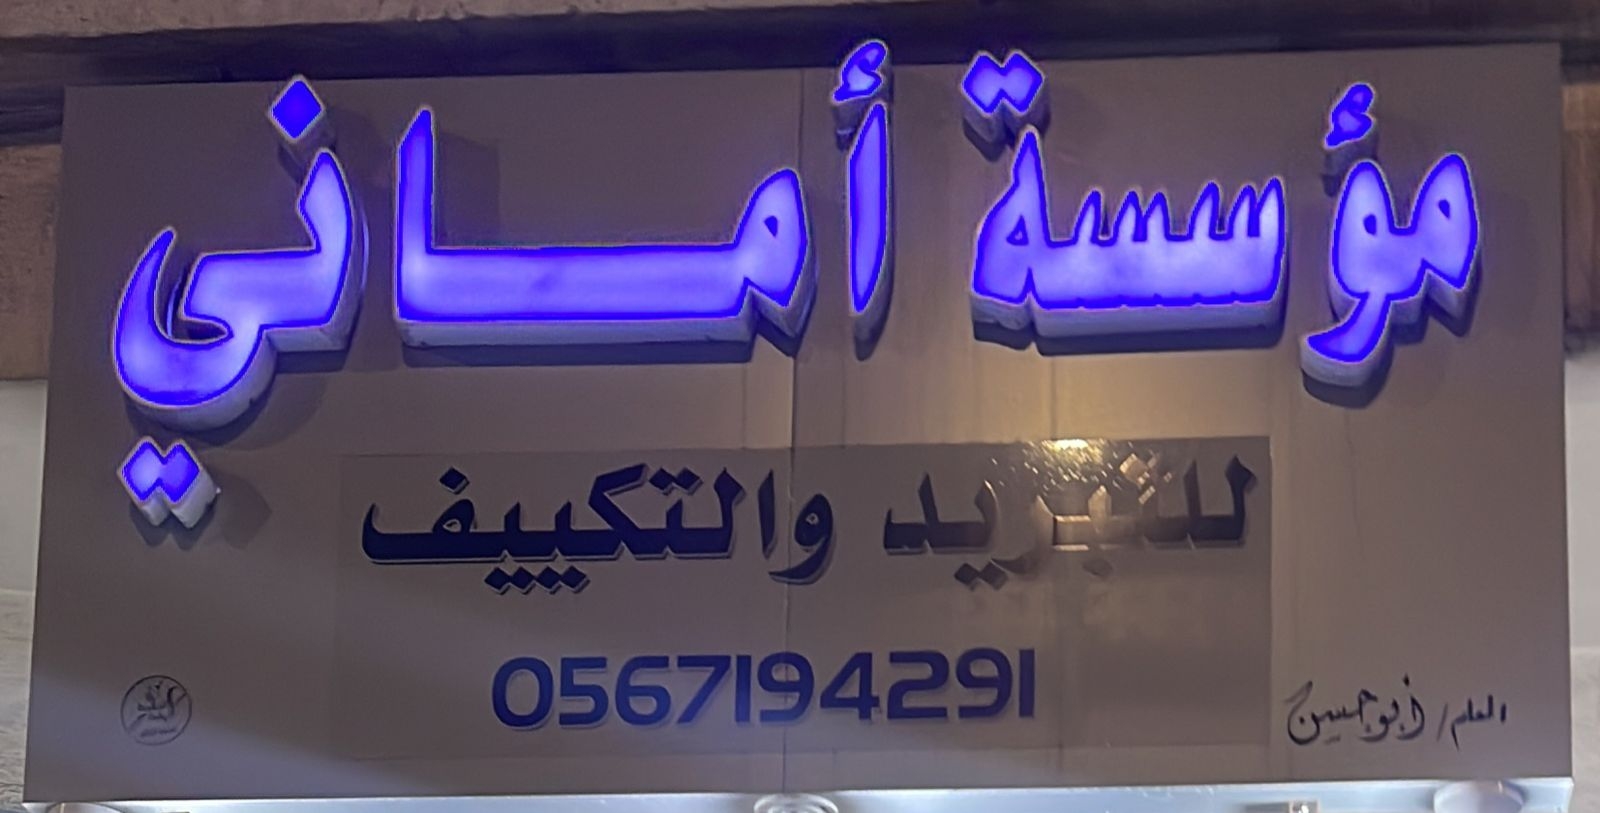 مؤسسة أماني
للتبريد والتكييف
0567194291
المعلم / أبو حسين